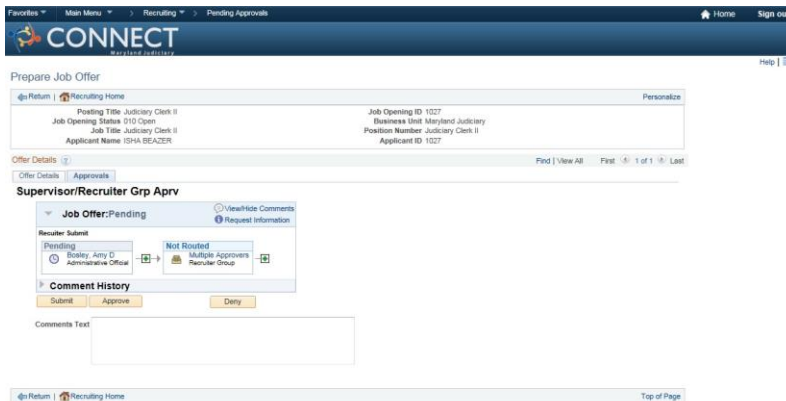 Favorites Main Menu > Recruiting > Pending Approvals Home Sign ou
CONNECT
Maryland Judiciary
Help |
Prepare Job Offer
Return | Recruiting Home Personalize
Posting Title Judiciary Clerk II Job Opening ID 1027
Job Opening Status 010 Open Business Unit Maryland Judiciary
Job Title Judiciary Clerk II Position Number Judiciary Clerk II
Applicant Name ISHA BEAZER Applicant ID 1027
Offer Details Find | View All First 1 of 1 Last
Offer Details Approvals
Supervisor/Recruiter Grp Aprv
Job Offer:Pending View/Hide Comments
Request Information
Recuiter Submit
Pending Not Routed
Bosley, Amy D Multiple Approvers
Administrative Official Recruiter Group
Comment History
Submit Approve Deny
Comments Text
Return | Recruiting Home Top of Page